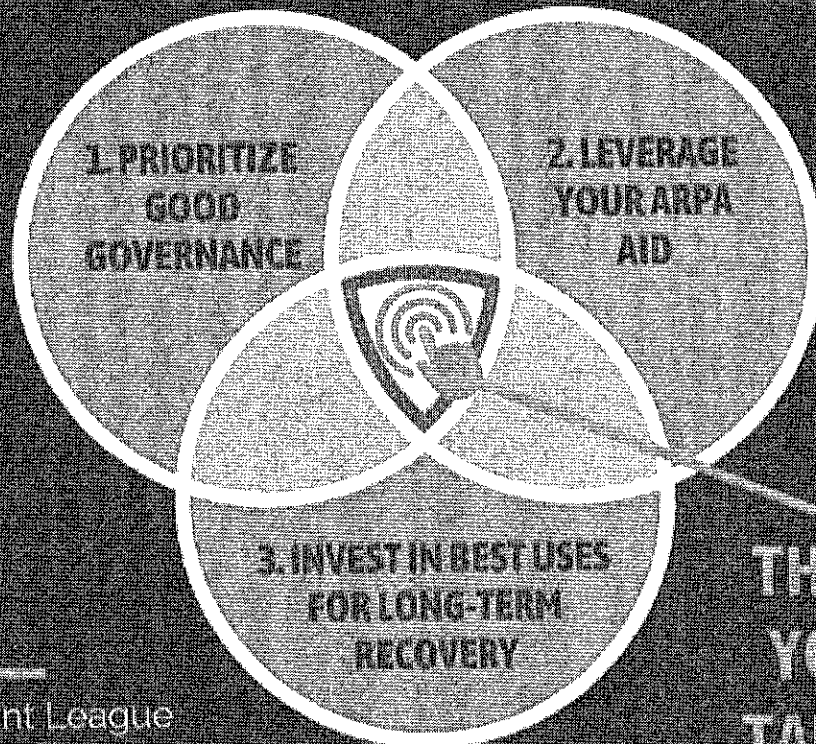 1. PRIORITIZE
GOOD
GOVERNANCE
2. LEVERAGE
YOUR ARPA
AID
3. INVEST IN BEST USES
FOR LONG-TERM
RECOVERY
League